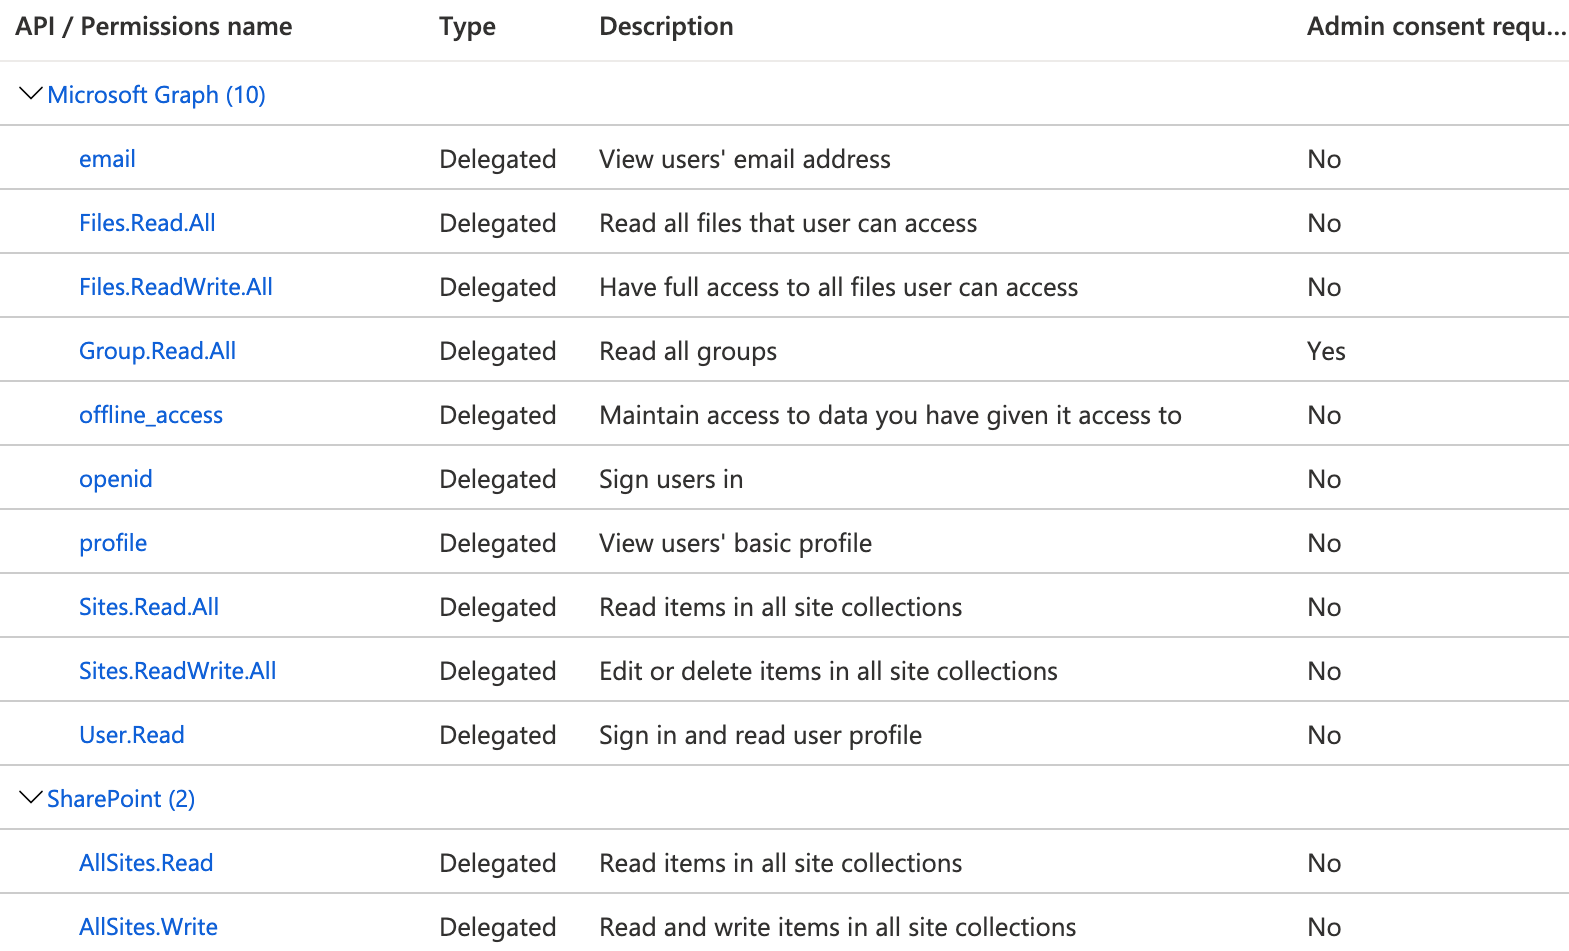 API / Permissions name Type Description Admin consent requ...
Microsoft Graph (10)
email Delegated View users' email address No
Files.Read.All Delegated Read all files that user can access No
Files.ReadWrite.All Delegated Have full access to all files user can access No
Group.Read.All Delegated Read all groups Yes
offline_access Delegated Maintain access to data you have given it access to No
openid Delegated Sign users in No
profile Delegated View users' basic profile No
Sites.Read.All Delegated Read items in all site collections No
Sites.ReadWrite.All Delegated Edit or delete items in all site collections No
User.Read Delegated Sign in and read user profile No
SharePoint (2)
AllSites.Read Delegated Read items in all site collections No
AllSites.Write Delegated Read and write items in all site collections No